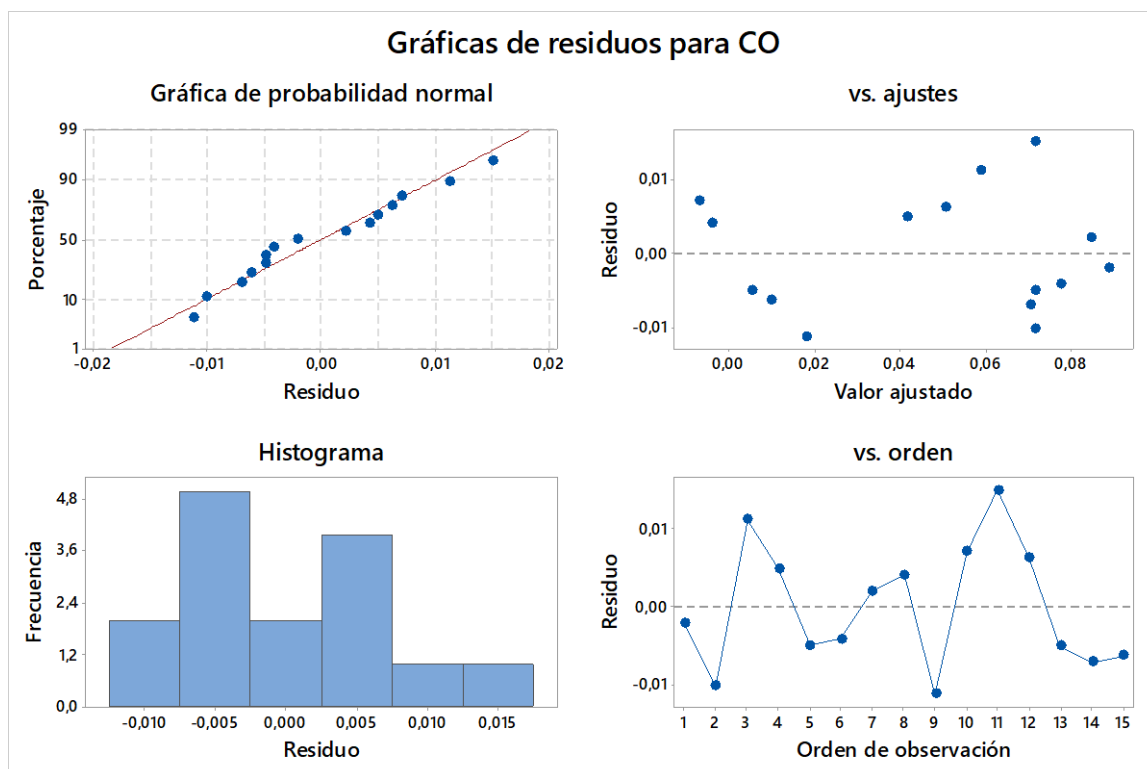 Gráficas de residuos para CO
Gráfica de probabilidad normal
99
90
50
10
1
Porcentaje
-0,02
-0,01
0,00
0,01
0,02
Residuo
vs. ajustes
0,01
0,00
-0,01
Residuo
0,00
0,02
0,04
0,06
0,08
Valor ajustado
Histograma
4,8
3,6
2,4
1,2
0,0
Frecuencia
-0,010
-0,005
0,000
0,005
0,010
0,015
Residuo
vs. orden
0,01
0,00
-0,01
Residuo
1 2 3 4 5 6 7 8 9 10 11 12 13 14 15
Orden de observación